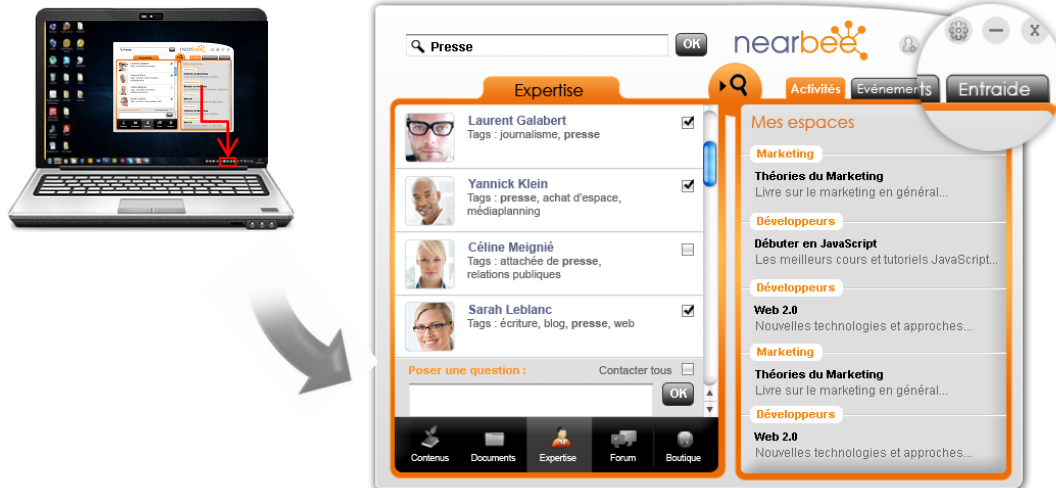 Presse
OK
nearbee
Expertise
Activités
Evénements
Entraide
Laurent Galabert
Tags : journalisme, presse
Yannick Klein
Tags : presse, achat d'espace,
médiaplanning
Céline Meignié
Tags : attachée de presse,
relations publiques
Sarah Leblanc
Tags : écriture, blog, presse, web
Poser une question :
Contacter tous
OK
Contenus
Documents
Expertise
Forum
Boutique
Mes espaces
Marketing
Théories du Marketing
Livre sur le marketing en général...
Développeurs
Débuter en JavaScript
Les meilleurs cours et tutoriels JavaScript...
Développeurs
Web 2.0
Nouvelles technologies et approches...
Marketing
Théories du Marketing
Livre sur le marketing en général...
Développeurs
Web 2.0
Nouvelles technologies et approches...